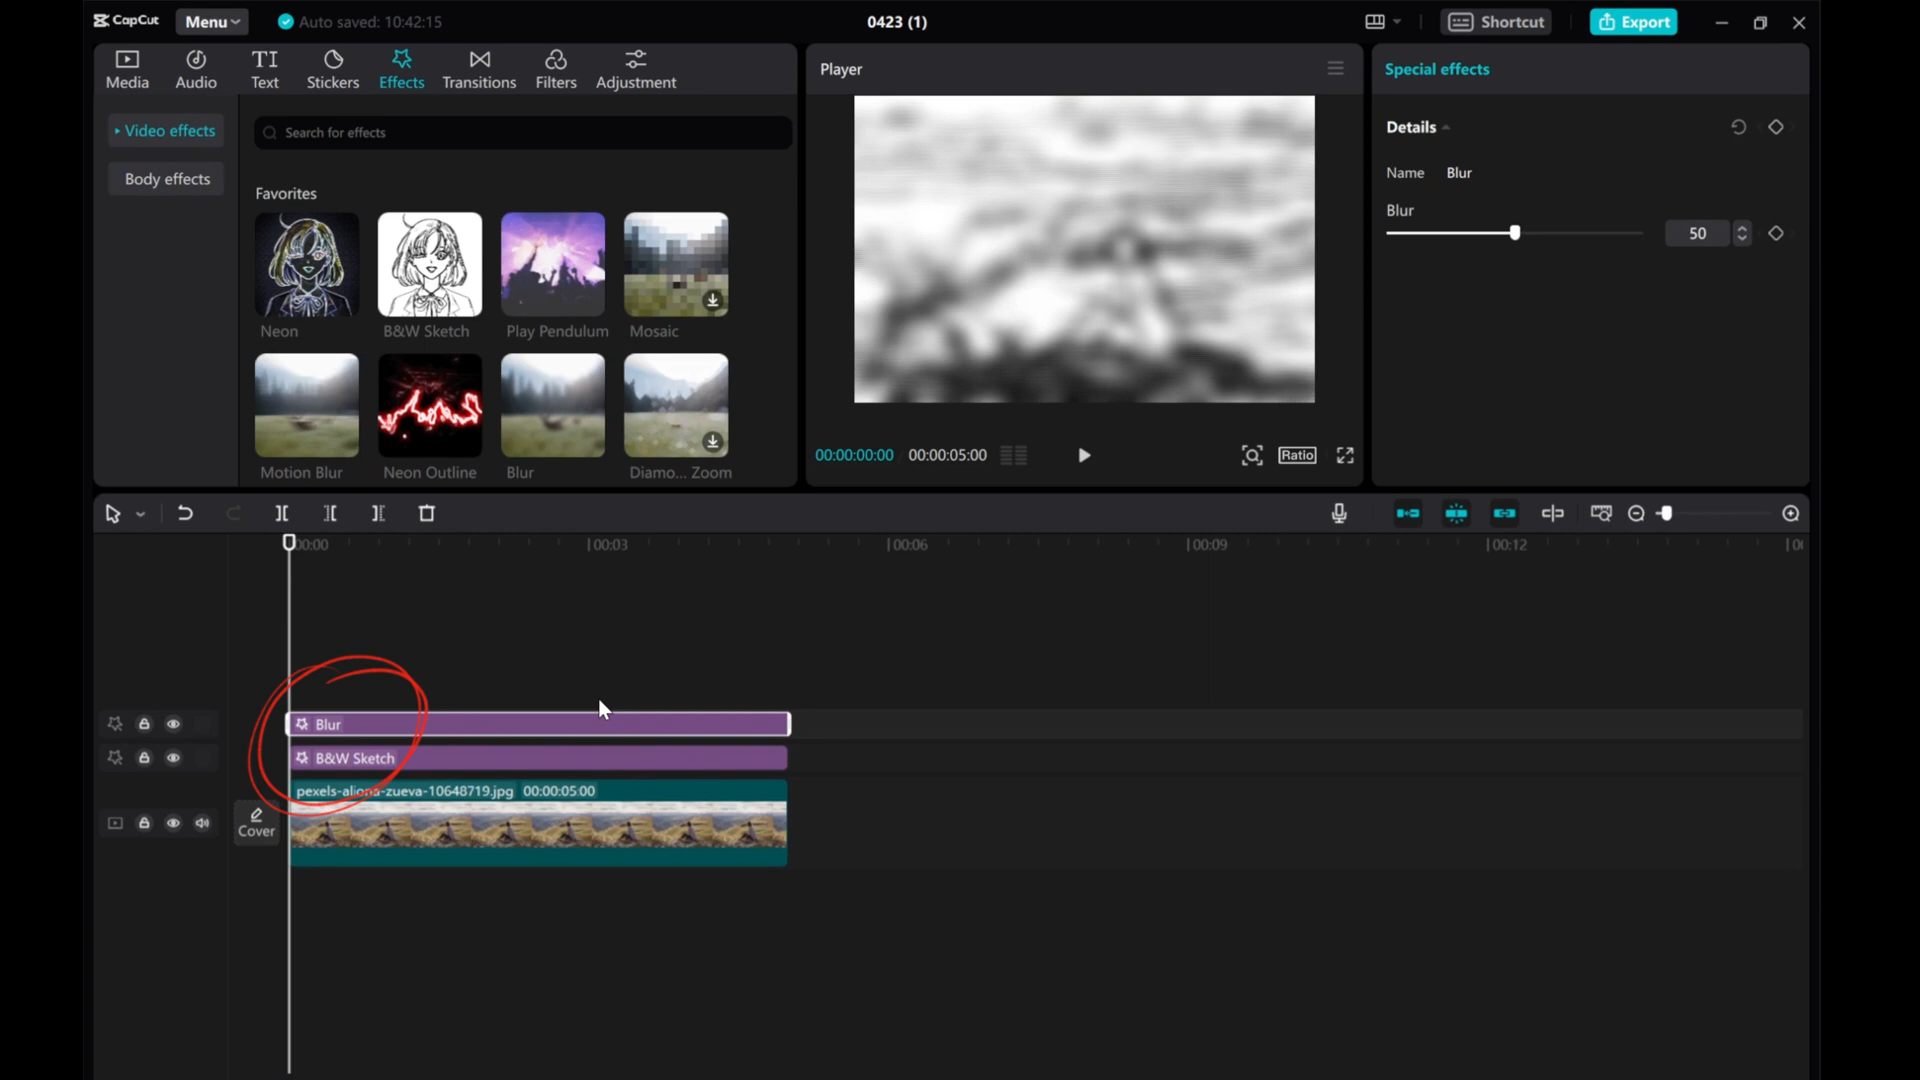 CapCut Menu Auto saved: 10:42:15 0423 (1) Shortcut Export
Media Audio Text Stickers Effects Transitions Filters Adjustment
Player
Special effects
Video effects
Body effects
Search for effects
Favorites
Neon B&W Sketch Play Pendulum Mosaic
Motion Blur Neon Outline Blur Diamo... Zoom
00:00:00:00 00:00:05:00 Ratio
Details
Name Blur
Blur
50
00:00 00:03 00:06 00:09 00:12
Blur
B&W Sketch
pexels-aliona-zueva-10648719.jpg 00:00:05:00
Cover